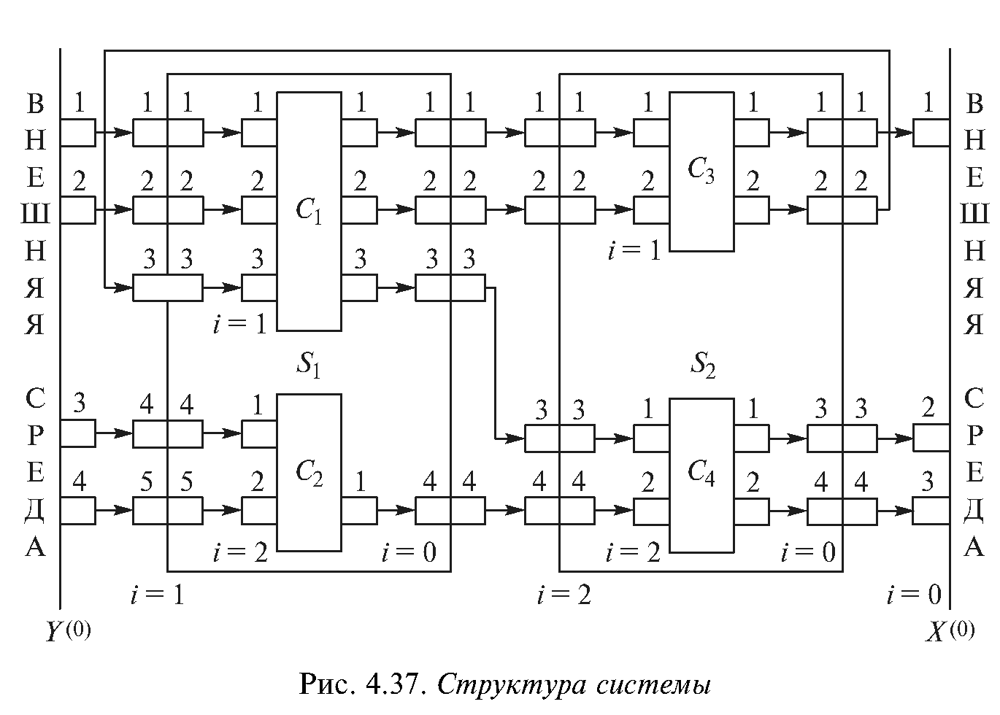 В Н Е Ш Н Я Я
С Р Е Д А
1 1 1 1 1 1 1 1 1 1 1 1 1 1
2 2 2 2 2 2 2 2 2 2 2 2 2
C₁
C₃
3 3 3 3 3 3
i = 1
i = 1
S₁
S₂
3 4 4 1 3 3 1 1 3 3 2
C₂
C₄
4 5 5 2 1 4 4 4 4 2 2 4 4 3
i = 2
i = 0
i = 2
i = 0
i = 1
i = 2
i = 0
Y (0)
X (0)
В Н Е Ш Н Я Я
С Р Е Д А
Рис. 4.37. Структура системы